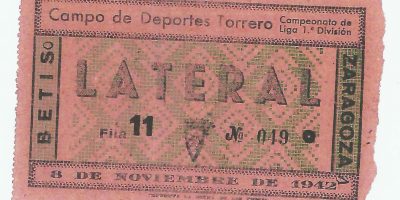 Campo de Deportes Torrero
Campeonato de
Liga 1.ª División
BETIS
ZARAGOZA
LATERAL
Fila 11
№ 049
8 DE NOVIEMBRE DE 1942